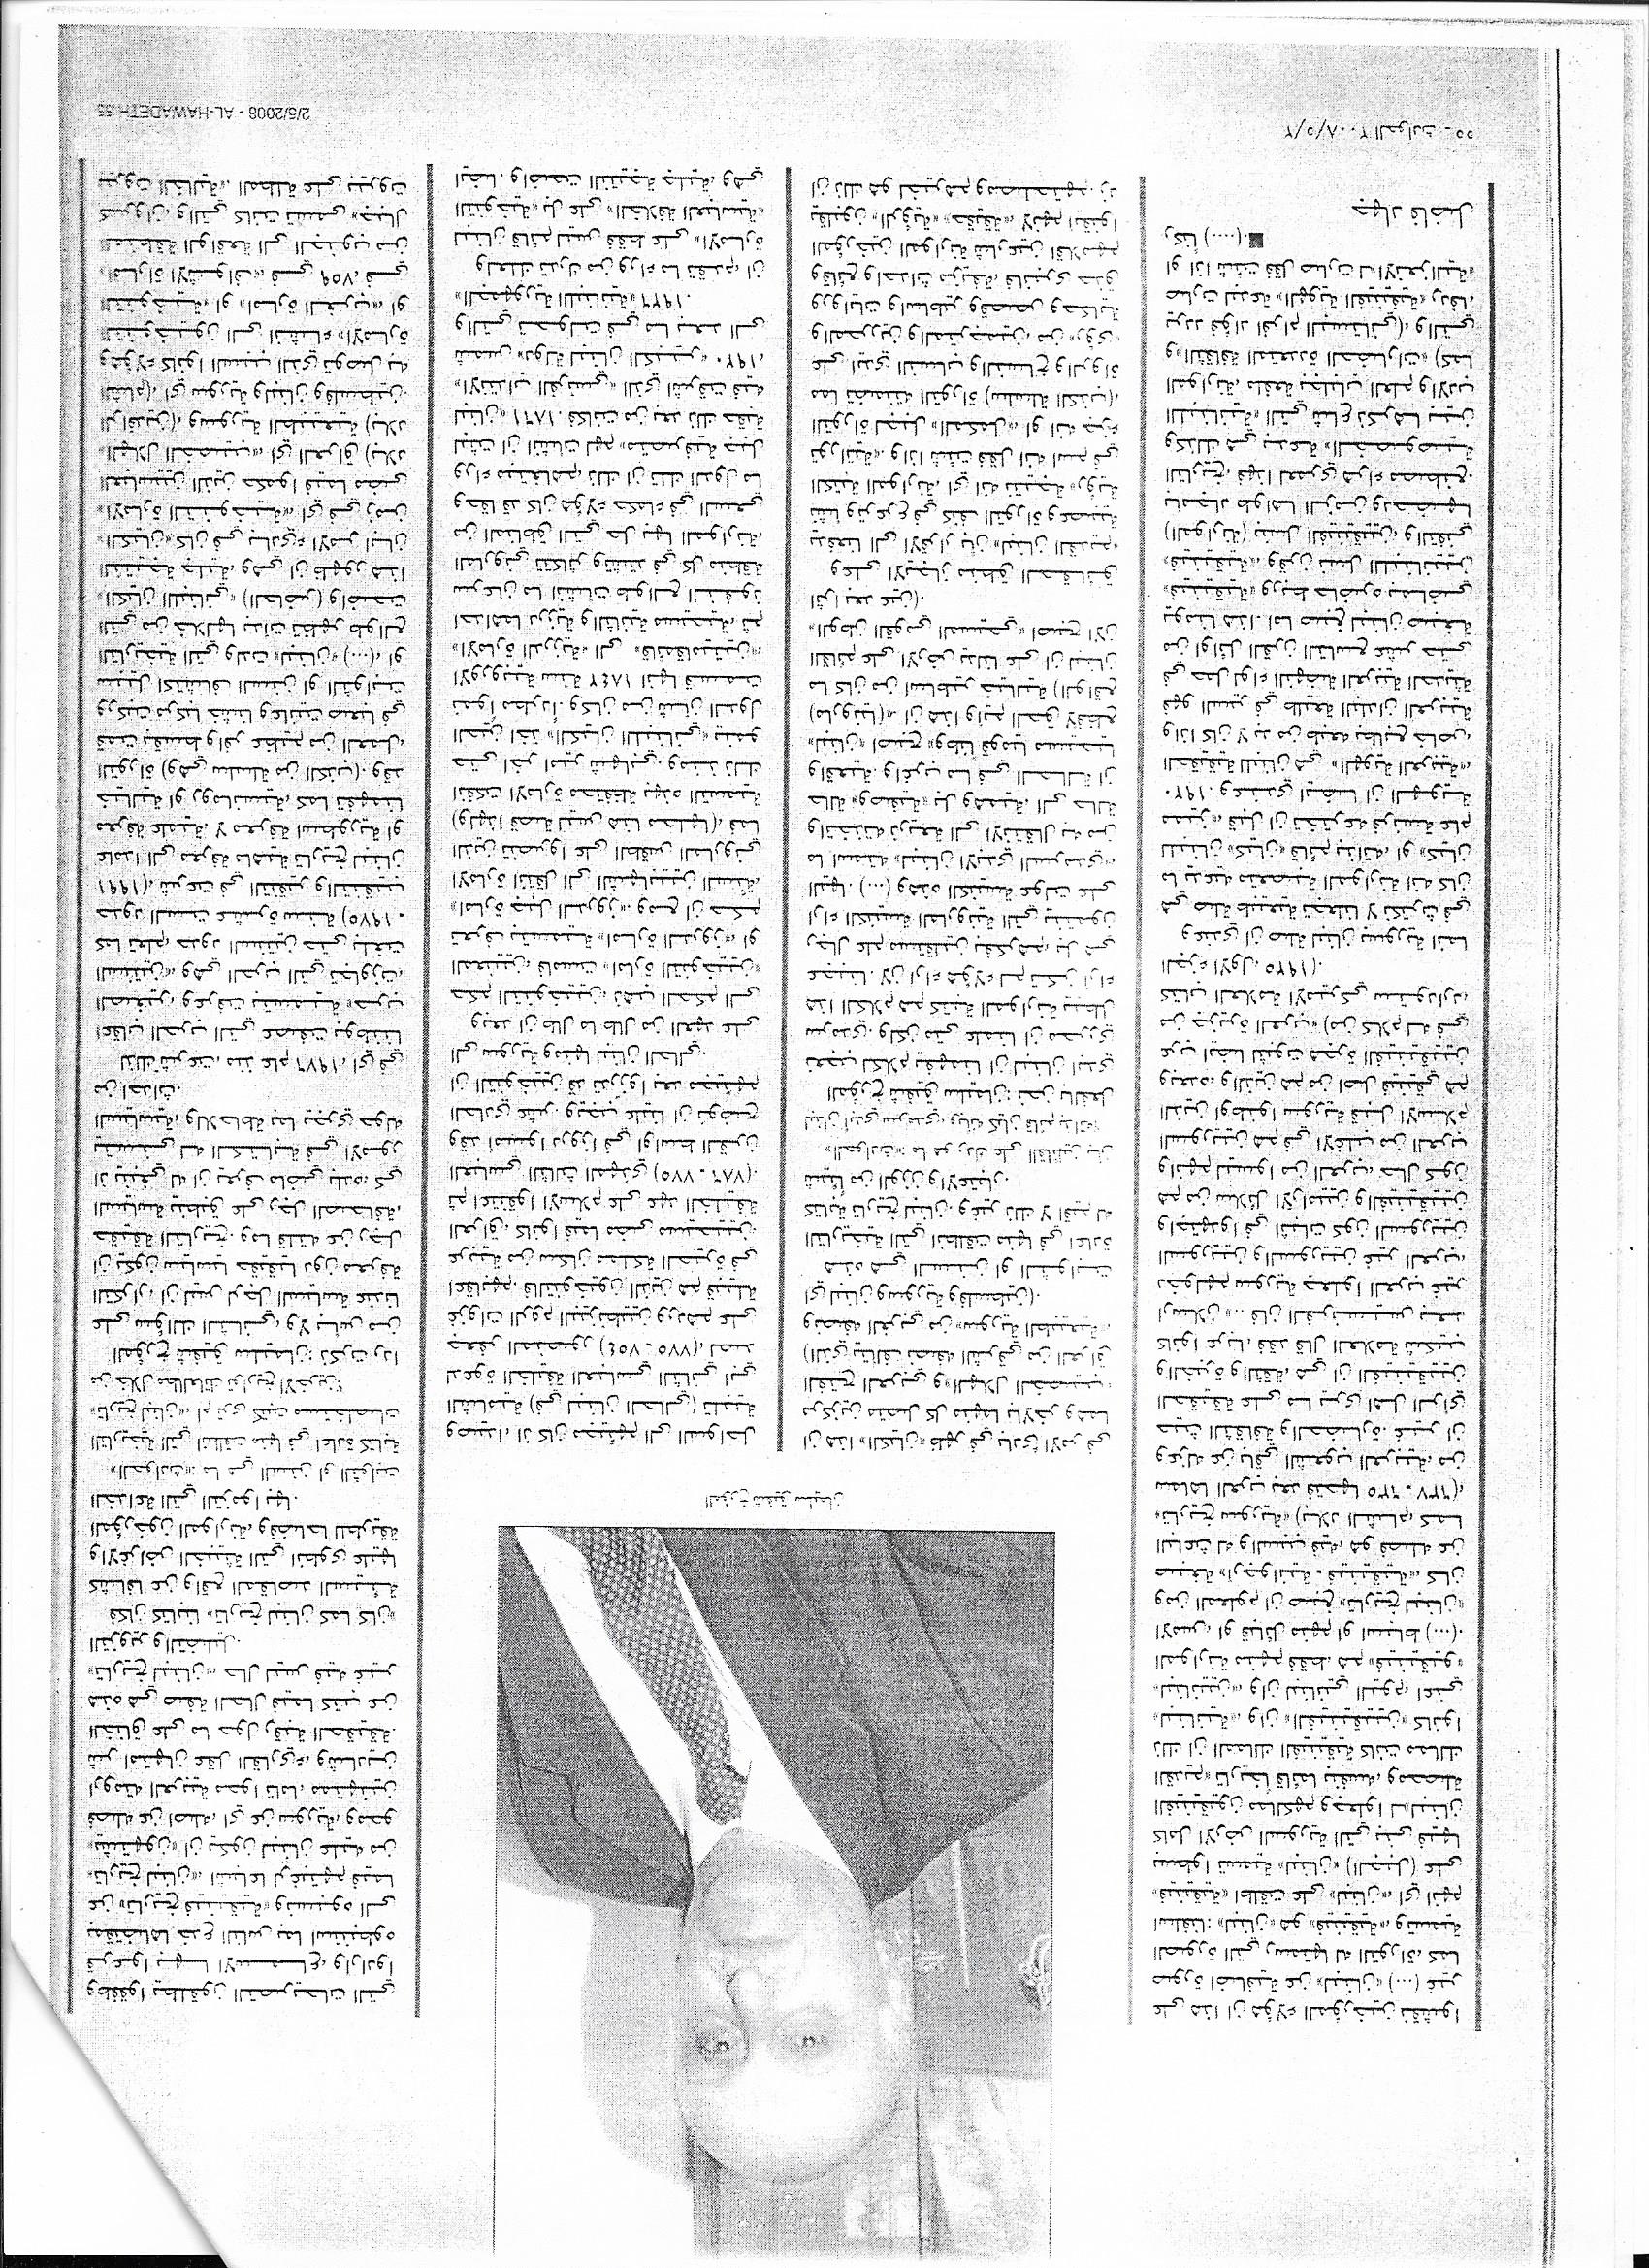 وطفقوا يطلقون التصريحات التي
قرعوا بها الاسماع، وارادوا
بمقتضاها خدع الناس بما استنبطوه
عن «تاريخ فينيقية» ونسبوه الى
«تاريخ لبنان»، اشباعا لرغبتهم فيما
«يشتهون» ان يكون لبنان عليه من
فصله عن اصله، اي عن سورية، ومحو
ارومته العربية محوا تاما، ممتهنين
شر امتهان عقل القاريء، وشادين
الخناق على ما حول رقبة الحقيقة.
هذه هي صفة الحال فيما كتب عن
«تاريخ لبنان»، حال ليس فيه غير
التزوير والتضليل.
فكان كتابنا «تاريخ لبنان كما كان»
كشافا عن واقع المقاصد السيئة
والاغراض الخبيثة التي انطوى عليها
المؤرخون الموارنة، وفضاحا للطريقة
الخداعة التي التزموا بها.
«الحوادث»: ما هي السنن او الثوابت
التاريخية التي انطلقت منها في اعادة كتابة
«تاريخ لبنان»، ام ترى كتبت مستخلصات
من خلال مطالعاتك تواريخ الاخرين؟
المؤرخ شفيق سليمان: ذكرت ردا
على سؤالك الثاني، ولا بأس من
التكرار، ان ليس لرجل السياسة عندنا
ان يكون سياسيا حقيقيا دون معرفة
حقيقة التاريخ. وما قلته عن رجل
السياسة ينطبق على رجل الصحافة،
اذ ينبغي له ان يعرف ماضي بلده، كي
يتسنى له الكتابة في الامور
السياسية، وللاحاطة بما يجري حوله
من احداث.
لذلك شرعت، منذ عام ١٩٧٦، اي في
اعقاب الحرب التي عصفت بوطننا
الصغير، وعرفت بتسمية «حرب
السنتين»، وهي الحرب التي تجاوزت،
كما تعلم، حدود السنتين حتى بلغت
حدود الست عشرة سنة (١٩٧٥ -
١٩٩١)، شرعت في التنقير والتنقيب
عامدا الى معرفة ماهية تاريخ لبنان
معرفة علمية، لا معرفة اسطورية او
خيالية او رومانسية، كما تفهمنا
التوراة (وهي سلسلة من الكذب). وقد
قمت بقسط وافر عظيم من العمل،
وركبت مركبا خشنا وعانيت صعبا في
سبيل اكتشاف السنن او الثوابت
التاريخية التي ولدت «لبنان» (...)، او
التي من خلالها بدأت تظهر طوالع
«الكيان اللبناني» (الحاضر) واضحت
النتيجة جلية، وهي ان ظهور هذا
«الكيان» كان في باديء الامر ابان
«الامارة التنوخية»، اي في زمن
العباسيين الذين حكموا فيما مضى
«الهلال الخصيب»، اي العراق (بلاد
الرافدين)، وسورية الطبيعية (بلاد
الشام)، اي سورية ولبنان وفلسطين.
وهؤلاء كانوا السبب الذي توصل به
التنوخيون الى انشاء «الامارة
التنوخية» او «امارة الغرب»، او
«اماراة الاشواف»، في ٧٥٩، في
المنطقة الواقعة الى الجنوب من
كسروان، والتي كانت تسمى «جبال
بيروت الخالية»، المطلة على بيروت
المؤرخ شفيق سليمان
وصيدا، اذ كان مجيئهم الى السواحل
الشامية (في لبنان الحالي) تلبية
لدعوة الخليفة العباسي الثاني ابي
جعفر المنصور (٧٥٤ - ٧٧٥)، لصد
غزوات الروم البيزنطيين وردهم على
اعقابهم. فالتنوخيون الذين هم قبيلة
عربية من سكان مملكة الحيرة في
العراق، كانوا فيما مضى مسيحيين.
ثم اعتنقوا الاسلام على عهد الخليفة
العباسي الثالث المهدي (٧٧٥ - ٧٨٦).
وقد أمسوا دروزا في اواسط القرن
الحادي عشر. ويجب علينا ان نوضح
ان التنوخيين قد تدرّزوا بعد مجيئهم
الى سورية ومنها لبنان الحالي.
وبعد ان طال ما طال من العهد على
حكم التنوخيين، ذهب الحكم الى
المعنيين، فامست «امارة التنوخيين»
تعرف بتسمية «امارة الدروز»، او
«امارة جبل الدروز». ومع ان حكم
الامارة انتقل الى الشهابيين السنّة،
الذين تنصروا على الطقس الماروني
(ولهذا قصة ليس هنا محلها)، فما
انفكت الامارة محتفظة بهذه التسمية
حتى اخر امير شهابي. ومنذ ذلك
الحين اخذ «الكيان اللبناني» ينمو
نمواً مطرداً. وكان من شأن الدول
الاوروبية سنة ١٨٤٢ انها قسمت
«الامارة الدرزية» الى «قائمقاميتين»،
احداهما درزية والثانية مسيحية، ثم
سرعان ما انشأت طوالع النفوذ
الماروني تتكاثر وتشتد في كل منطقة
من المناطق التي حل بها الموارنة،
وحقا قد كان هؤلاء حكماء في السعي
وراء مبتغاهم، ذلك ان تلك الدول ما
لبثت ان انشأت لهم «متصرفية جبل
لبنان» ١٨٦١. فكانت من بعد ذلك حقبة
«الانتداب الفرنسي» الذي اشرقت فيه
شمس «دولة لبنان الكبير» ١٩٢٠،
والتي تحولت في ما بعد الى
«الجمهورية اللبنانية» ١٩٢٦.
ولعلك تدرك من وراء ما تقدم، ان
لبنان قائم ليس فقط على «الامارة
التنوخية» بل على «الخلافة العباسية»
ايضا. واضحت النتيجة جلية، وهي
ان هذا «الكيان» ظهر في بادئ الامر في
مركزين متصل كل منهما بالاخر وهما
الفتح العربي و«الهلال الخصيب»
(الذي يتألف نصفه الشرقي من العراق
ونصفه الغربي من «سورية الطبيعية»،
اي لبنان وسورية وفلسطين).
هذه هي السنن او الثوابت
التاريخية التي انطلقت منها في اعادة
كتابة تاريخ لبنان. وغير ذلك لا اقيم له
شيئاً من الوزن والاعتبار.
«الحوادث»: ما هو ردك على القائلين بان
لبنان أبدي سرمدي، وبأنه كيان قائم بذاته؟
المؤرخ شفيق سليمان: نحن بالفعل
نعجب لكلام يفهمنا ان لبنان ابدي
سرمدي. ولكن متى علمنا ان محرري
هذا الكلام هم كتبة الموارنة يبطل
عجبنا. لان اراء هؤلاء لم تكن اراء
رجال علم مستقلين بفكرهم، بل هي
اراء الكنيسة المارونية التي ينتمون
اليها. (...) وهذه الكنيسة عولت على
ما اسمته «لبنان الابدي السرمدي»،
واتخذته ذريعة الى الانتقال به من
حالة «وصفية» بل وهمية، الى حالة
واقعية. واغرب ما في الحالة ان
«لبنان» اصبح «وطناً قوميا مسيحيا
(مارونيا)». ان هذا وايم الحق لأفظع
ما كان من اساطير خيالية (الواقع
القائم على الارض يدلنا على ان لبنان
«الوطن القومي المسيحي» اصبح الان
اثرا بعد عين).
وعلى الايجاز منطق الحقائق
يدفعنا الى الاقرار بأن «لبنان القديم»
نشأ وترعرع في كنف التوراة وعصبية
الكتبة الموارنة، اي انه نتيجة «رؤية
توراتية». واذا شئت فقل انه اسم في
التوراة لجبل «المكمل»، او انه جزء
مما تضمنته التوراة (سلسلة الكذب)،
على ايدي النساب والنساخ والرواة
والمحررين والمترجمين، من «رؤى»
وروايات واساطير وقصص وحكاية
وقائع واحداث مزيفة، فانبرى حذق
المؤرخين الموارنة شارعين اقلامهم
يقلبون «الرؤية» «حقيقة»، لانهم ايقنوا
ان ذلك هو لخيرهم ومصلحتهم. زد
على هذا ان هؤلاء المؤرخين نقشوا
صورة اضافية عن «لبنان» (...) غير
الصورة التي رسمتها له التوراة، كما
اسلفنا: «لبنان» هو «فينيقية»، وتسمية
«فينيقية» اطلقت على «لبنان»، اي انهم
بسطوا تسمية «لبنان» (الجبل) على
كامل الارض السورية التي بنى فيها
الفينيقيون ممالكهم وجعلوا لـ«لبنان
القديم» تاريخاً قائما بنفسه، ومحصلة
ذلك ان الممالك الفينيقية كانت ممالك
«لبنانية»، وان «الفينيقيين» كانوا
«لبنانيين»، وان لبنانيي اليوم، اعني
الموارنة منهم فقط، هم «فينيقيو»
الامس، او قبائل منهم او اسباط (...).
ومن المعلوم ان صبغ «تاريخ لبنان»
صبغة «أرجوانية - فينيقية»، كان
الباعث له والسبب فيه، هو فصله عن
«تاريخ سورية» (بلاد الشام، كما
سماها العرب بعد فتحها ٦٣٥ - ٦٣٧)،
وعزله عن باقي الشعوب العربية، من
حيث الثقافة والحضارة. غير ان
الحقيقة على ما يرى اهل الرأي
والخبرة والثقة، هي ان الفينيقيين
كانوا عربا، فقد قال العلامة شكيب
ارسلان «.. فان الفرنسيس بعد
دخولهم سورية جعلوا العرب غير
السوريين والسوريين غير العرب،
واجتهدوا في اثبات كون السوريين
هم من سلائل الآراميين والفينيقيين
وانهم ليسوا من العرب، حال كون
السوريين هم في الاغلب من العرب
الذين اوطنوا سورية قبل الاسلام
وبعده، والذين هم من اصل فينيقي هم
عرب ايضا لثبوت هجرة الفينيقيين
من جزيرة العرب» (من كلام له في
كتاب العلامة الاميركي ستودارد،
الجزء الاول، ١٩٢٥).
وعندي ان صلة لبنان بسورية انما
هي صلة طبيعية تجعلنا لا نكترث في
ما يدعيه متعصبة الموارنة انه كان
للبنان «كيان» قائم بذاته، او «كيان
مميز»، قبل ان تخترعه فرنسة عام
١٩٢٠. وعندي ايضا ان الهوية
الحقيقية للبنان هي «الهوية العربية»،
واذا كان لا بد من طبعه بطابع خاص،
فهو السير في طليعة البلدان العربية
في حمل لواء النهضة العربية الحديثة
من اوائل القرن التاسع عشر حتى
يومنا هذا. اما صبغ لبنان صبغة
«فينيقية» وربط حاضره بماضي
«فينيقية»، وقرن نسل اللبنانيين
(الموارنة) بنسل الفينيقيين، والتغني
بأمجاد طواها الزمن ودحضها
التاريخ، فهذا لعمري هراء مصطنع.
وكذلك هي بدعة «الخصوصية
اللبنانية» التي شاع ذكرها بين
الموارنة، ملفعة بجلباب العلم والادب
و«الثقافة المتعددة الحضارات» (كما
يردد فؤاد افرام البستاني)، والتي
صارت لبدعة «الهوية الفينيقية» ردفا،
او اذا شئت فقل صارت لـ«الانعزالية»
ركناً (....).■
جهاد فاضل
٢٠٠٨/٥/٢ الحوادث - ٥٥
2/5/2008 - AL-HAWADETH 55